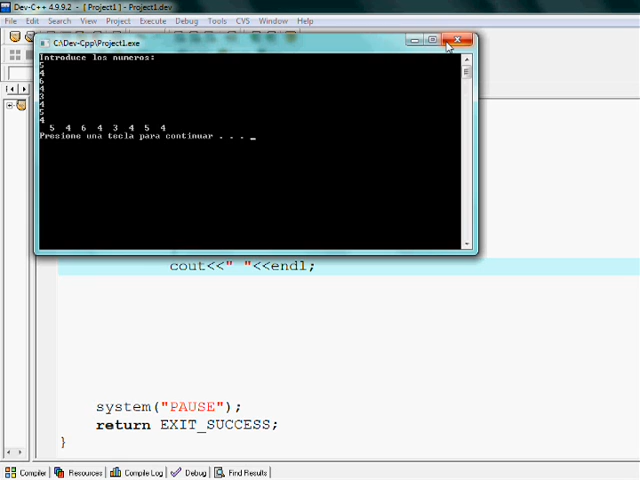 Dev-C++ 4.9.9.2 - [ Project1 ] - Project1.dev
File Edit Search View Project Execute Debug Tools CVS Window Help
C:\Dev-Cpp\Project1.exe
Introduce los numeros:
5
4
6
4
3
4
5
4
5 4 6 4 3 4 5 4
Presione una tecla para continuar . . . _
cout<<" "<<endl;
system("PAUSE");
return EXIT_SUCCESS;
}
Compiler Resources Compile Log Debug Find Results